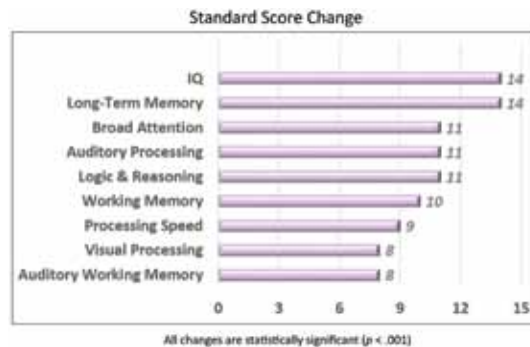 Standard Score Change
IQ 14
Long-Term Memory 14
Broad Attention 11
Auditory Processing 11
Logic & Reasoning 11
Working Memory 10
Processing Speed 9
Visual Processing 8
Auditory Working Memory 8
0 3 6 9 12 15
All changes are statistically significant (p < .001)